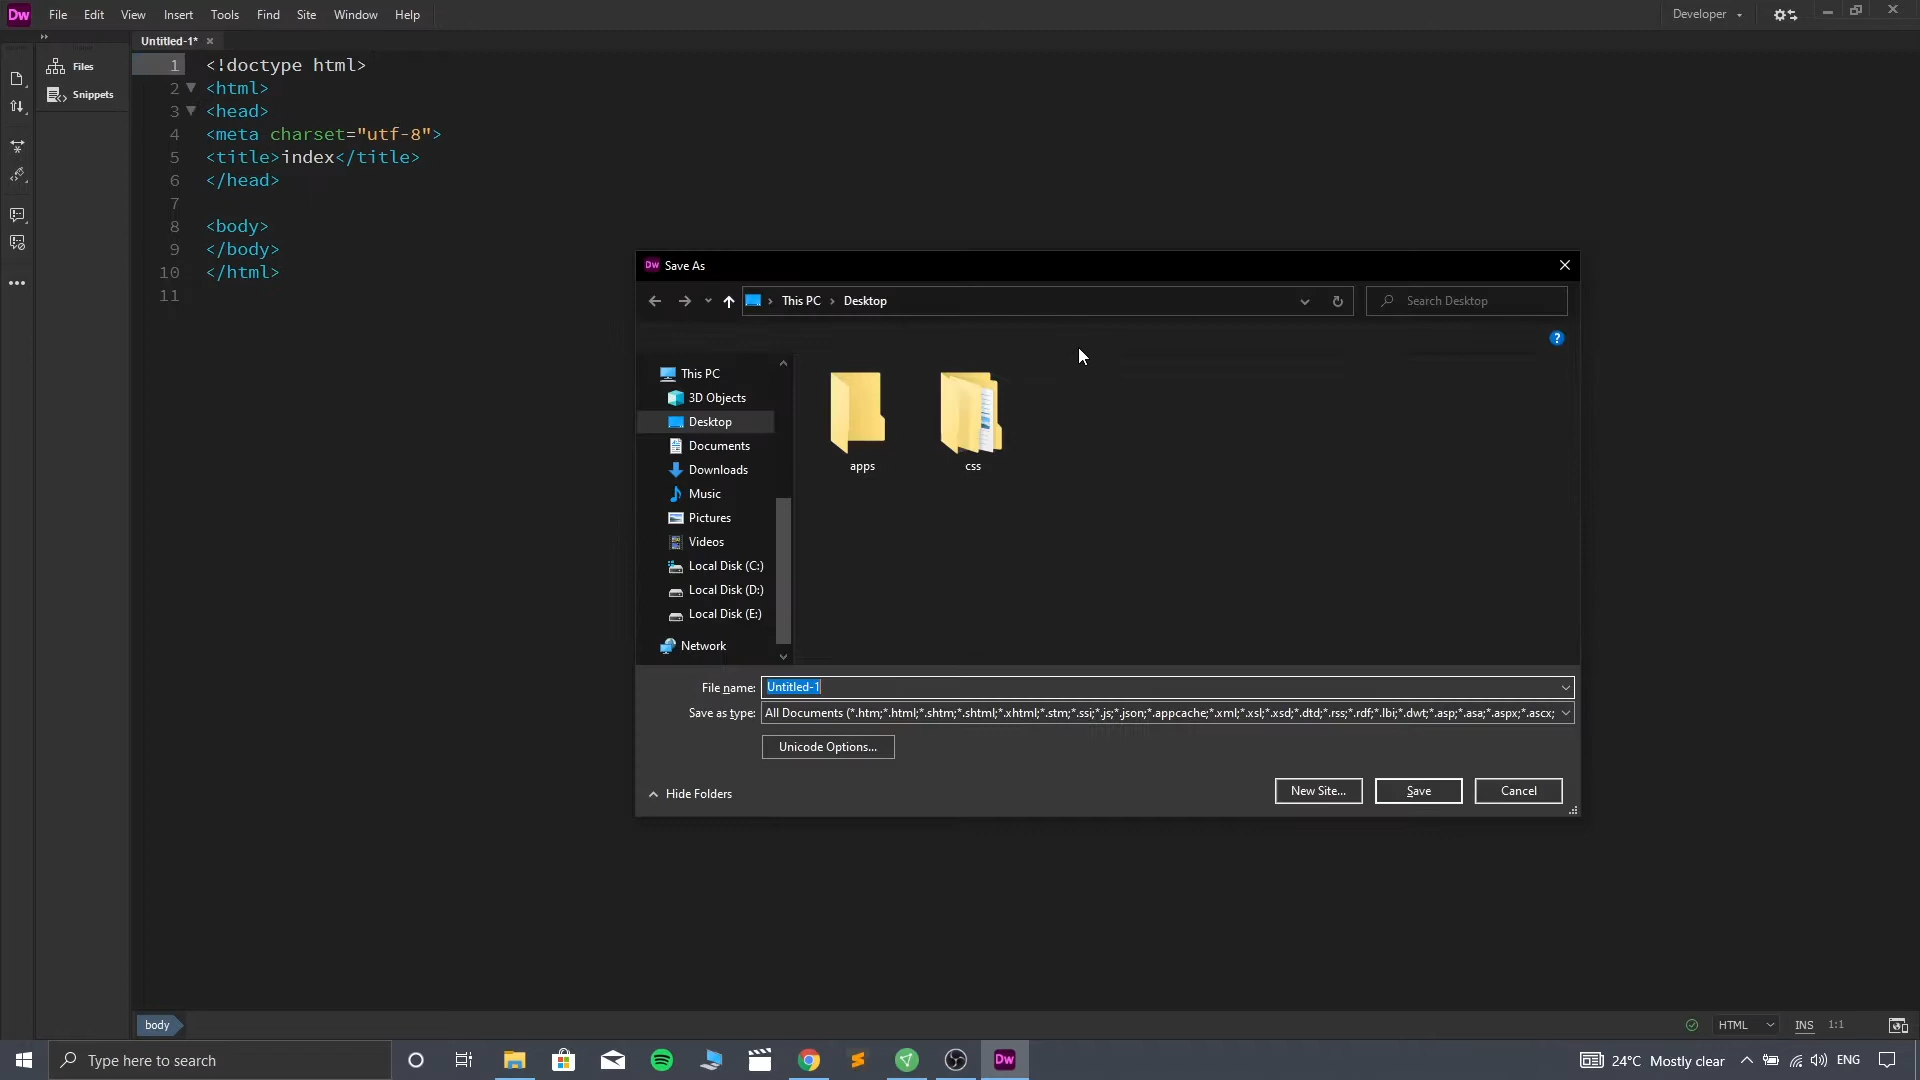 Dw File Edit View Insert Tools Find Site Window Help Developer
Untitled-1*
Files
Snippets
1 <!doctype html>
2 <html>
3 <head>
4 <meta charset="utf-8">
5 <title>index</title>
6 </head>
7
8 <body>
9 </body>
10 </html>
11
Dw Save As
This PC › Desktop
Search Desktop
?
This PC
3D Objects
Desktop
Documents
Downloads
Music
Pictures
Videos
Local Disk (C:)
Local Disk (D:)
Local Disk (E:)
Network
apps
css
File name: Untitled-1
Save as type: All Documents (*.htm;*.html;*.shtm;*.shtml;*.xhtml;*.stm;*.ssi;*.js;*.json;*.appcache;*.xml;*.xsl;*.xsd;*.dtd;*.rss;*.rdf;*.lbi;*.dwt;*.asp;*.asa;*.aspx;*.ascx;
Unicode Options...
Hide Folders
New Site...
Save
Cancel
body
HTML INS 1:1
Type here to search
Dw
24°C Mostly clear ENG